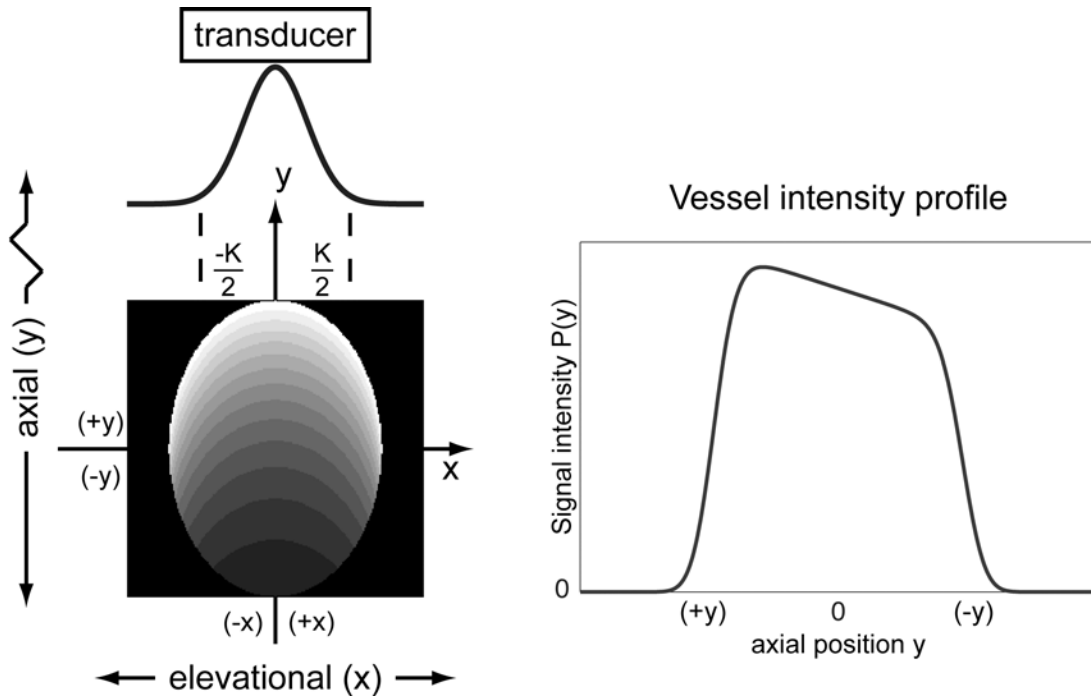 transducer
y
-K
2
K
2
axial (y)
(+y)
(-y)
x
(-x)
(+x)
elevational (x)
Vessel intensity profile
Signal intensity P(y)
0
(+y)
0
(-y)
axial position y